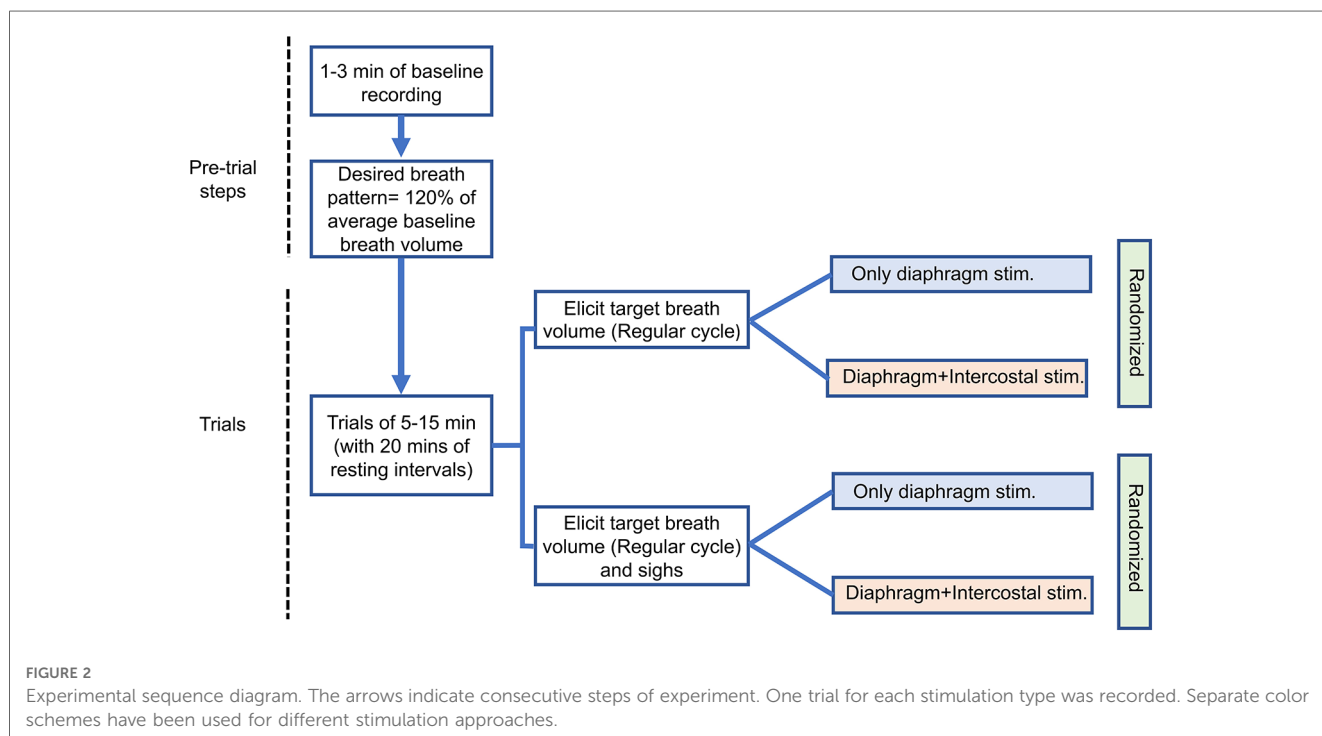 1-3 min of baseline
recording
Pre-trial
steps
Desired breath
pattern= 120% of
average baseline
breath volume
Trials
Trials of 5-15 min
(with 20 mins of
resting intervals)
Elicit target breath
volume (Regular cycle)
Only diaphragm stim.
Diaphragm+Intercostal stim.
Randomized
Elicit target breath
volume (Regular cycle)
and sighs
Only diaphragm stim.
Diaphragm+Intercostal stim.
Randomized
FIGURE 2
Experimental sequence diagram. The arrows indicate consecutive steps of experiment. One trial for each stimulation type was recorded. Separate color
schemes have been used for different stimulation approaches.